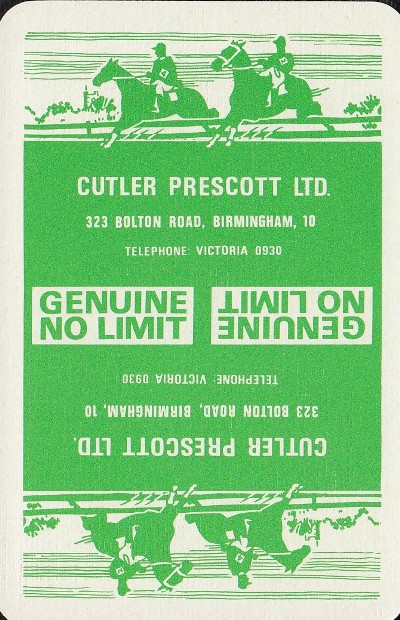 CUTLER PRESCOTT LTD.
323 BOLTON ROAD, BIRMINGHAM, 10
TELEPHONE: VICTORIA 0930
GENUINE
NO LIMIT
GENUINE
NO LIMIT
TELEPHONE: VICTORIA 0930
323 BOLTON ROAD, BIRMINGHAM, 10
CUTLER PRESCOTT LTD.